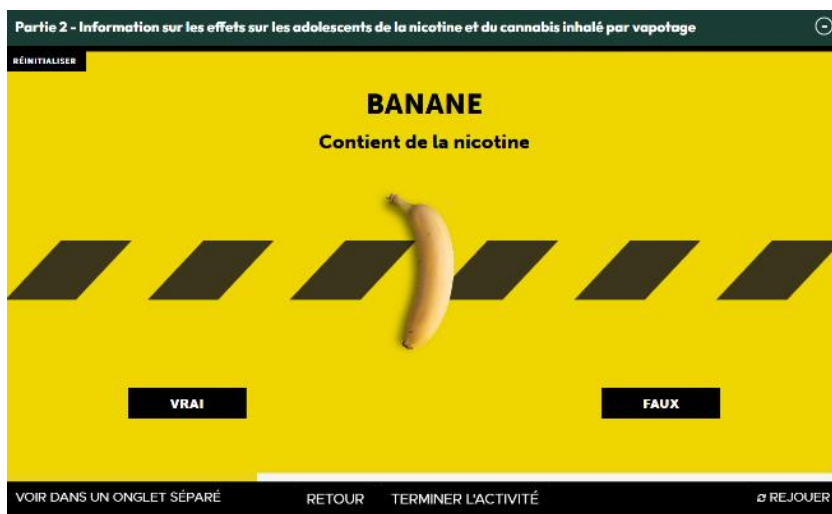 Partie 2 - Information sur les effets sur les adolescents de la nicotine et du cannabis inhalé par vapotage
RÉINITIALISER
BANANE
Contient de la nicotine
VRAI
FAUX
VOIR DANS UN ONGLET SÉPARÉ
RETOUR
TERMINER L'ACTIVITÉ
REJOUER